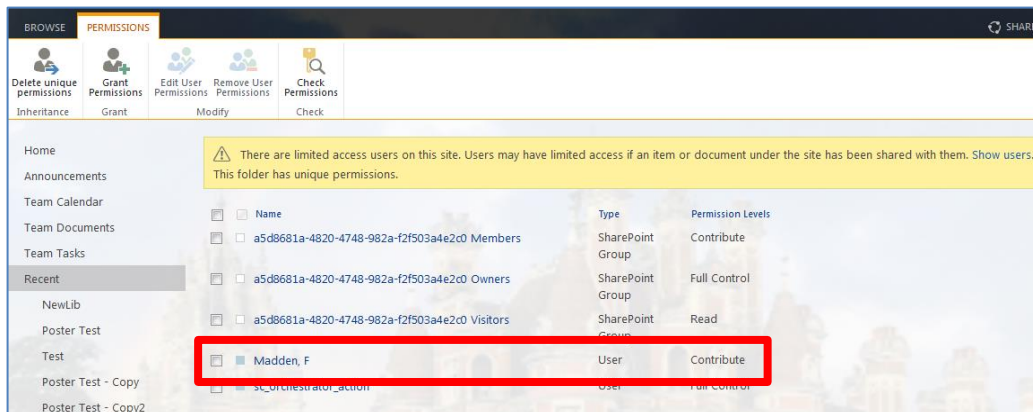 BROWSE PERMISSIONS SHARE
Delete unique permissions
Grant Permissions
Edit User Permissions
Remove User Permissions
Check Permissions
Inheritance Grant Modify Check
Home
Announcements
Team Calendar
Team Documents
Team Tasks
Recent
NewLib
Poster Test
Test
Poster Test - Copy
Poster Test - Copy2
There are limited access users on this site. Users may have limited access if an item or document under the site has been shared with them. Show users.
This folder has unique permissions.
Name Type Permission Levels
a5d8681a-4820-4748-982a-f2f503a4e2c0 Members SharePoint Group Contribute
a5d8681a-4820-4748-982a-f2f503a4e2c0 Owners SharePoint Group Full Control
a5d8681a-4820-4748-982a-f2f503a4e2c0 Visitors SharePoint Group Read
Madden, F User Contribute
sc_orchestrator_action User Full Control